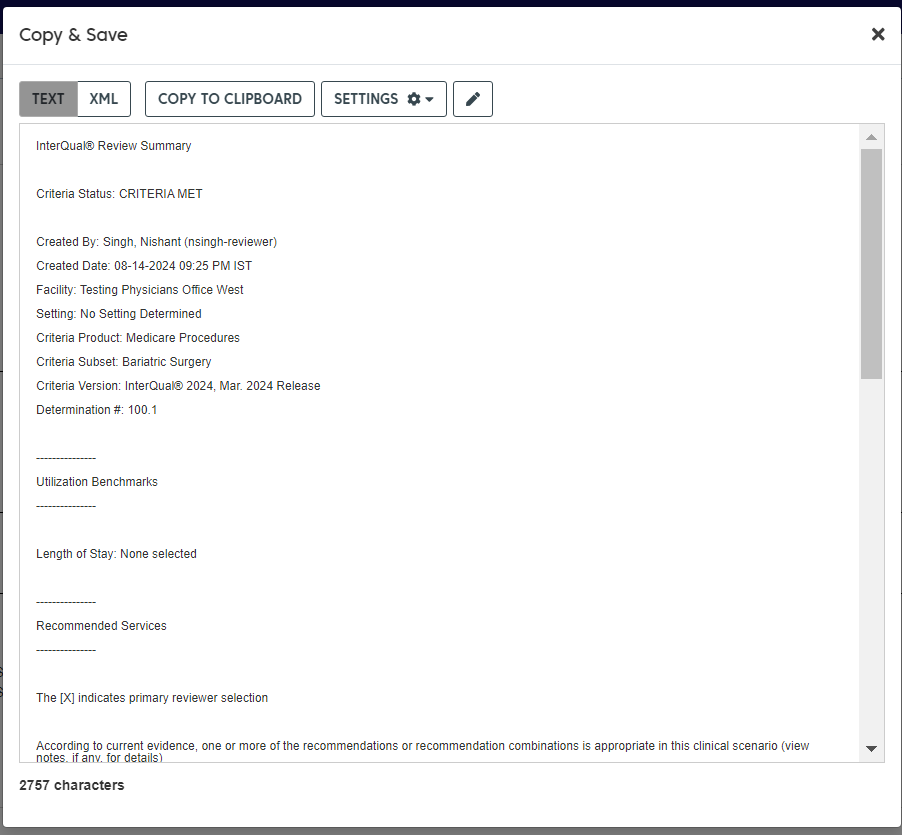 Copy & Save
TEXT XML COPY TO CLIPBOARD SETTINGS
InterQual® Review Summary
Criteria Status: CRITERIA MET
Created By: Singh, Nishant (nsingh-reviewer)
Created Date: 08-14-2024 09:25 PM IST
Facility: Testing Physicians Office West
Setting: No Setting Determined
Criteria Product: Medicare Procedures
Criteria Subset: Bariatric Surgery
Criteria Version: InterQual® 2024, Mar. 2024 Release
Determination #: 100.1
---------------
Utilization Benchmarks
---------------
Length of Stay: None selected
---------------
Recommended Services
---------------
The [X] indicates primary reviewer selection
According to current evidence, one or more of the recommendations or recommendation combinations is appropriate in this clinical scenario (view
notes, if any, for details)
2757 characters